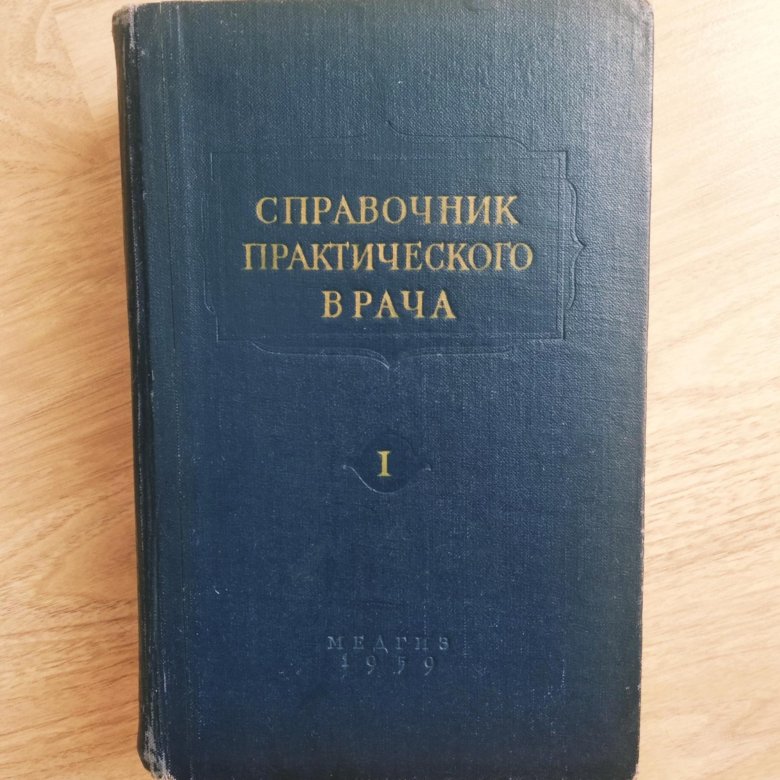 СПРАВОЧНИК
ПРАКТИЧЕСКОГО
ВРАЧА
I
МЕДГИЗ
1959